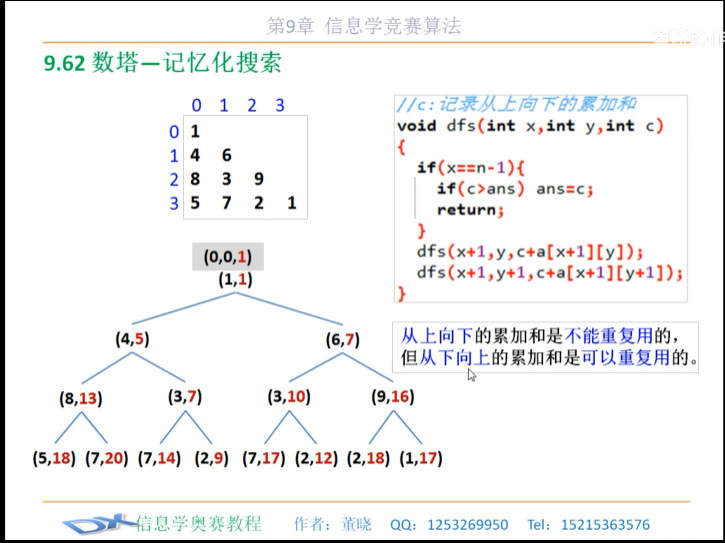 第9章 信息学竞赛算法
9.62 数塔—记忆化搜索
0 1 2 3
0 1
1 4 6
2 8 3 9
3 5 7 2 1
(0,0,1)
(1,1)
(4,5) (6,7)
(8,13) (3,7) (3,10) (9,16)
(5,18) (7,20) (7,14) (2,9) (7,17) (2,12) (2,18) (1,17)
//c:记录从上向下的累加和
void dfs(int x,int y,int c)
{
if(x==n-1){
if(c>ans) ans=c;
return;
}
dfs(x+1,y,c+a[x+1][y]);
dfs(x+1,y+1,c+a[x+1][y+1]);
}
从上向下的累加和是不能重复用的，
但从下向上的累加和是可以重复用的。
信息学奥赛教程 作者：董晓 QQ：1253269950 Tel：15215363576